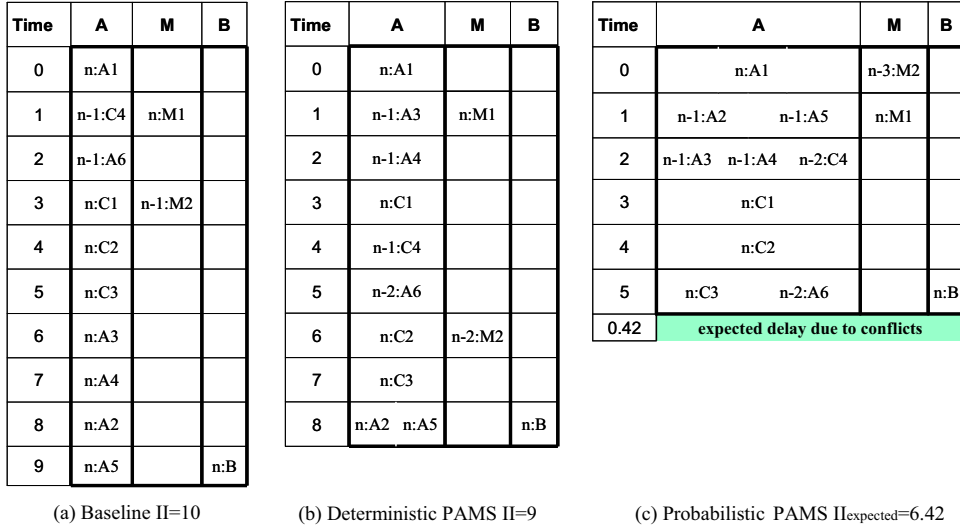 Time A M B
0 n:A1
1 n-1:C4 n:M1
2 n-1:A6
3 n:C1 n-1:M2
4 n:C2
5 n:C3
6 n:A3
7 n:A4
8 n:A2
9 n:A5 n:B
(a) Baseline II=10
Time A M B
0 n:A1
1 n-1:A3 n:M1
2 n-1:A4
3 n:C1
4 n-1:C4
5 n-2:A6
6 n:C2 n-2:M2
7 n:C3
8 n:A2 n:A5 n:B
(b) Deterministic PAMS II=9
Time A M B
0 n:A1 n-3:M2
1 n-1:A2 n-1:A5 n:M1
2 n-1:A3 n-1:A4 n-2:C4
3 n:C1
4 n:C2
5 n:C3 n-2:A6 n:B
0.42 expected delay due to conflicts
(c) Probabilistic PAMS IIexpected=6.42